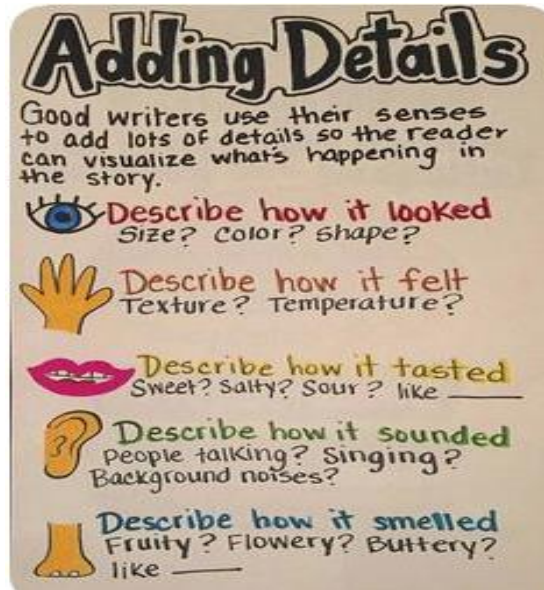 Adding Details
Good writers use their senses
to add lots of details so the reader
can visualize what's happening in
the story.
Describe how it looked
Size? Color? Shape?
Describe how it felt
Texture? Temperature?
Describe how it tasted
Sweet? Salty? Sour? like ______
Describe how it sounded
People talking? Singing?
Background noises?
Describe how it smelled
Fruity? Flowery? Buttery?
like ______